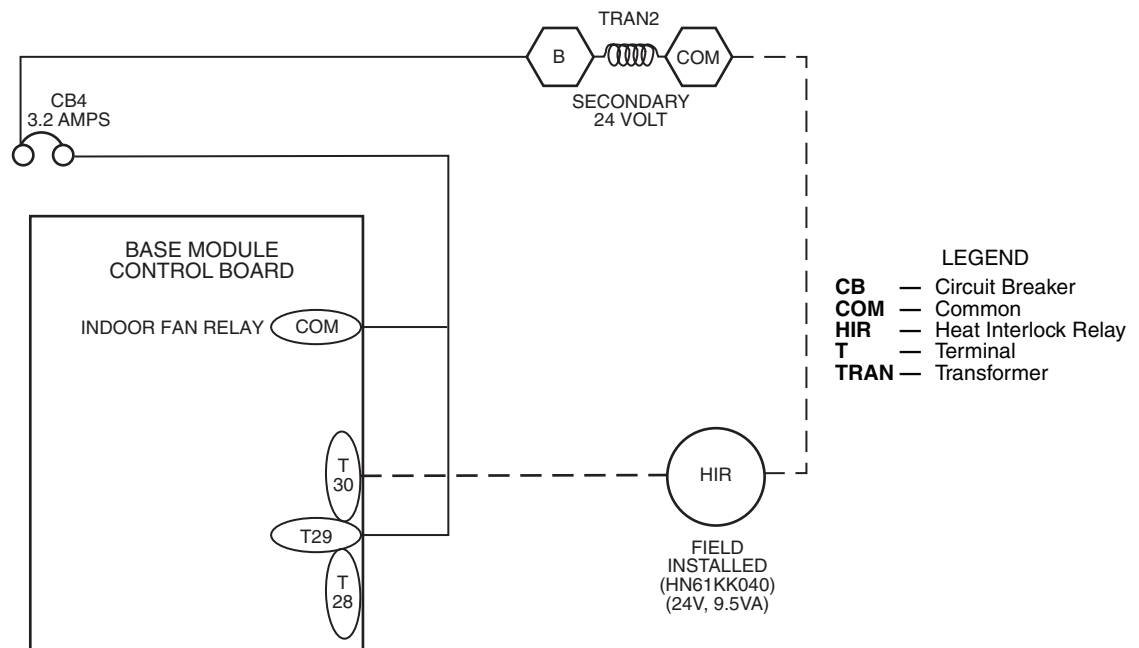 TRAN2
B
COM
SECONDARY
24 VOLT
CB4
3.2 AMPS
BASE MODULE
CONTROL BOARD
INDOOR FAN RELAY
COM
LEGEND
CB — Circuit Breaker
COM — Common
HIR — Heat Interlock Relay
T — Terminal
TRAN — Transformer
T
30
HIR
T29
T
28
FIELD
INSTALLED
(HN61KK040)
(24V, 9.5VA)